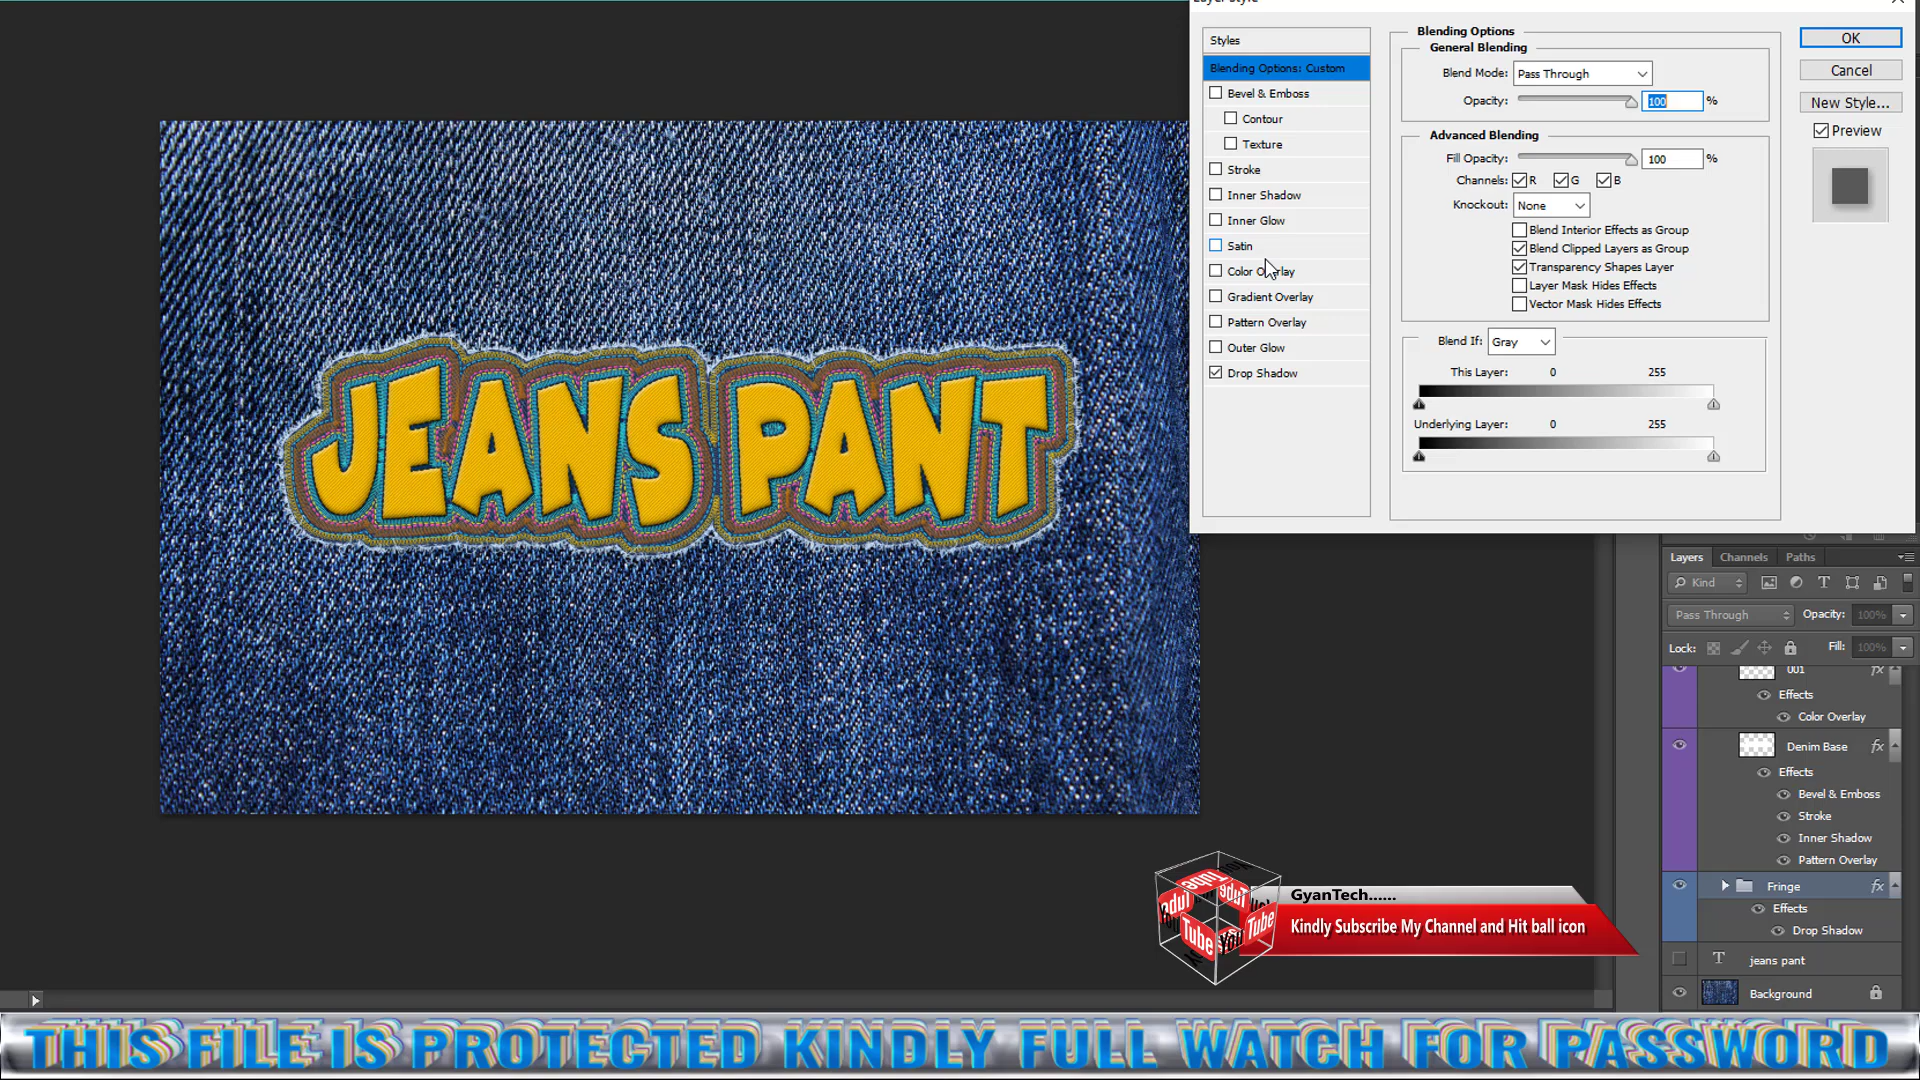 Layer Style
Styles
Blending Options: Custom
Bevel & Emboss
Contour
Texture
Stroke
Inner Shadow
Inner Glow
Satin
Color Overlay
Gradient Overlay
Pattern Overlay
Outer Glow
Drop Shadow
Blending Options
General Blending
Blend Mode: Pass Through
Opacity: 100 %
Advanced Blending
Fill Opacity: 100 %
Channels: R G B
Knockout: None
Blend Interior Effects as Group
Blend Clipped Layers as Group
Transparency Shapes Layer
Layer Mask Hides Effects
Vector Mask Hides Effects
Blend If: Gray
This Layer: 0 255
Underlying Layer: 0 255
OK
Cancel
New Style...
Preview
JEANS PANT
Layers Channels Paths
Kind
Pass Through Opacity: 100%
Lock: Fill: 100%
001 fx
Effects
Color Overlay
Denim Base fx
Effects
Bevel & Emboss
Stroke
Inner Shadow
Pattern Overlay
Fringe fx
Effects
Drop Shadow
jeans pant
Background
GyanTech......
Kindly Subscribe My Channel and Hit ball icon
You Tube
THIS FILE IS PROTECTED KINDLY FULL WATCH FOR PASSWORD